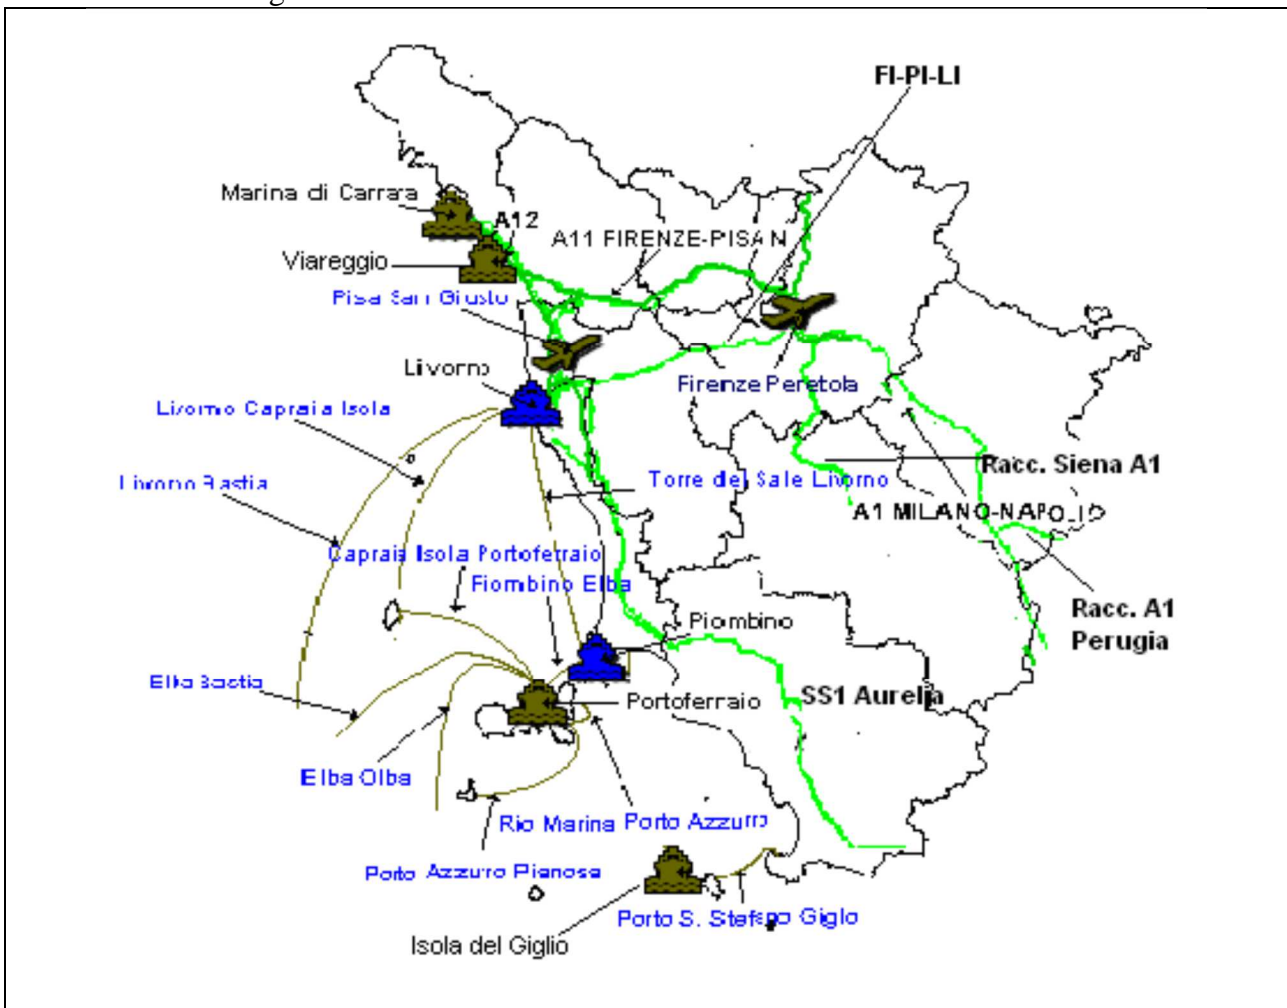 FI-PI-LI
Marina di Carrara
A12
A11 FIRENZE-PISA N
Viareggio
Pisa San Giusto
Livorno
Firenze Peretola
Livorno Capraia Isola
Racc. Siena A1
Torre del Sale Livorno
Livorno Bastia
A1 MILANO-NAPOLI
Capraia Isola Portoferraio
Piombino Elba
Racc. A1
Perugia
Piombino
Elba Bastia
SS1 Aurelia
Portoferraio
Elba Olba
Rio Marina Porto Azzurro
Porto Azzurro Pianosa
Porto S. Stefano Giglo
Isola del Giglio